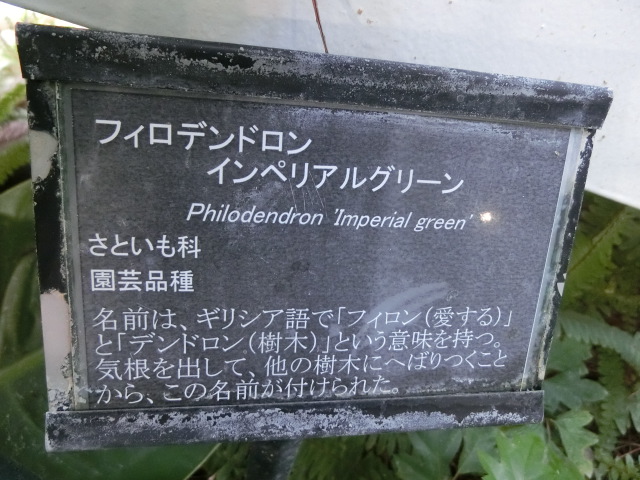 フィロデンドロン
インペリアルグリーン
Philodendron 'Imperial green'
さといも科
園芸品種
名前は、ギリシア語で「フィロン（愛する）」
と「デンドロン（樹木）」という意味を持つ。
気根を出して、他の樹木にへばりつくこと
から、この名前が付けられた。